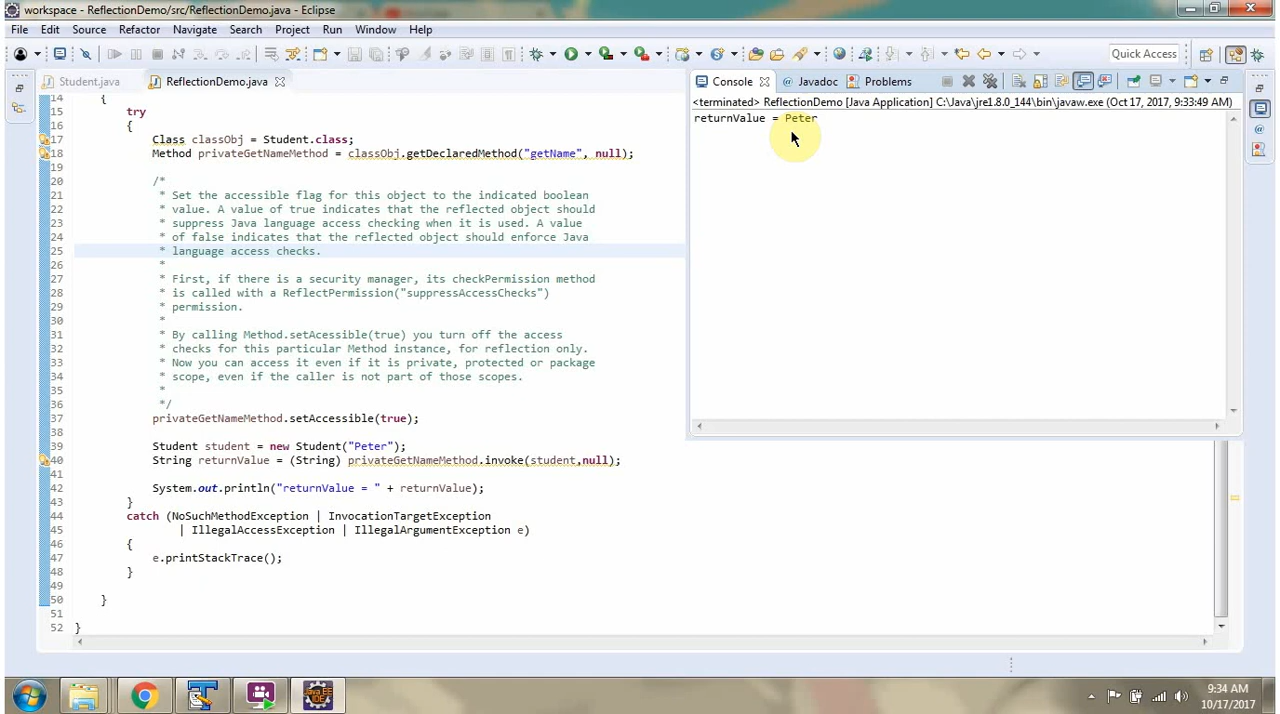 workspace - ReflectionDemo/src/ReflectionDemo.java - Eclipse
File Edit Source Refactor Navigate Search Project Run Window Help
Quick Access
Student.java ReflectionDemo.java
Console Javadoc Problems
<terminated> ReflectionDemo [Java Application] C:\Java\jre1.8.0_144\bin\javaw.exe (Oct 17, 2017, 9:33:49 AM)
returnValue = Peter
14 {
15 try
16 {
17 Class classObj = Student.class;
18 Method privateGetNameMethod = classObj.getDeclaredMethod("getName", null);
19
20 /*
21 * Set the accessible flag for this object to the indicated boolean
22 * value. A value of true indicates that the reflected object should
23 * suppress Java language access checking when it is used. A value
24 * of false indicates that the reflected object should enforce Java
25 * language access checks.
26 *
27 * First, if there is a security manager, its checkPermission method
28 * is called with a ReflectPermission("suppressAccessChecks")
29 * permission.
30 *
31 * By calling Method.setAcessible(true) you turn off the access
32 * checks for this particular Method instance, for reflection only.
33 * Now you can access it even if it is private, protected or package
34 * scope, even if the caller is not part of those scopes.
35 *
36 */
37 privateGetNameMethod.setAccessible(true);
38
39 Student student = new Student("Peter");
40 String returnValue = (String) privateGetNameMethod.invoke(student,null);
41
42 System.out.println("returnValue = " + returnValue);
43 }
44 catch (NoSuchMethodException | InvocationTargetException
45 | IllegalAccessException | IllegalArgumentException e)
46 {
47 e.printStackTrace();
48 }
49
50 }
51
52 }
Java EE
IDE
9:34 AM
10/17/2017